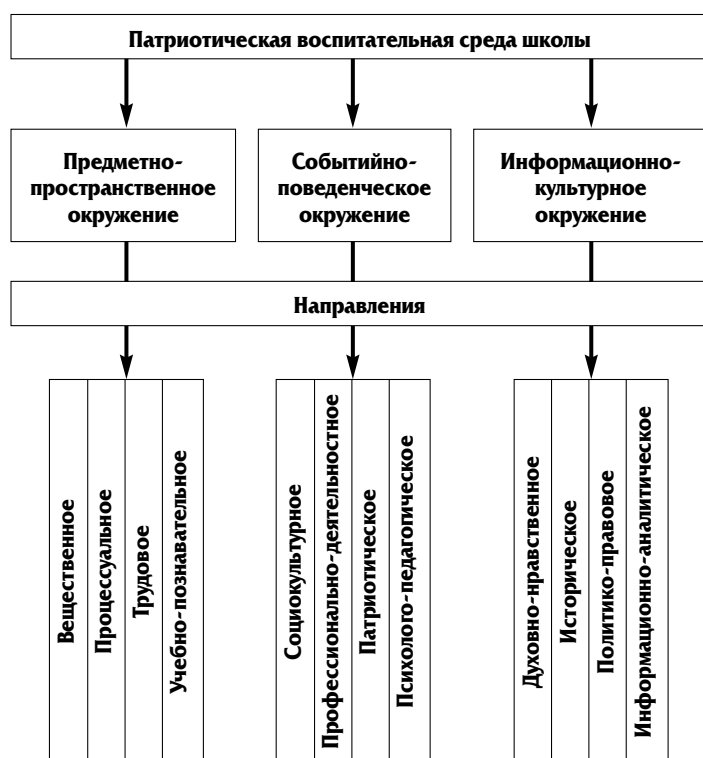 Патриотическая воспитательная среда школы
Предметно-
пространственное
окружение
Событийно-
поведенческое
окружение
Информационно-
культурное
окружение
Направления
Вещественное
Процессуальное
Трудовое
Учебно-познавательное
Социокультурное
Профессионально-деятельностное
Патриотическое
Психолого-педагогическое
Духовно-нравственное
Историческое
Политико-правовое
Информационно-аналитическое